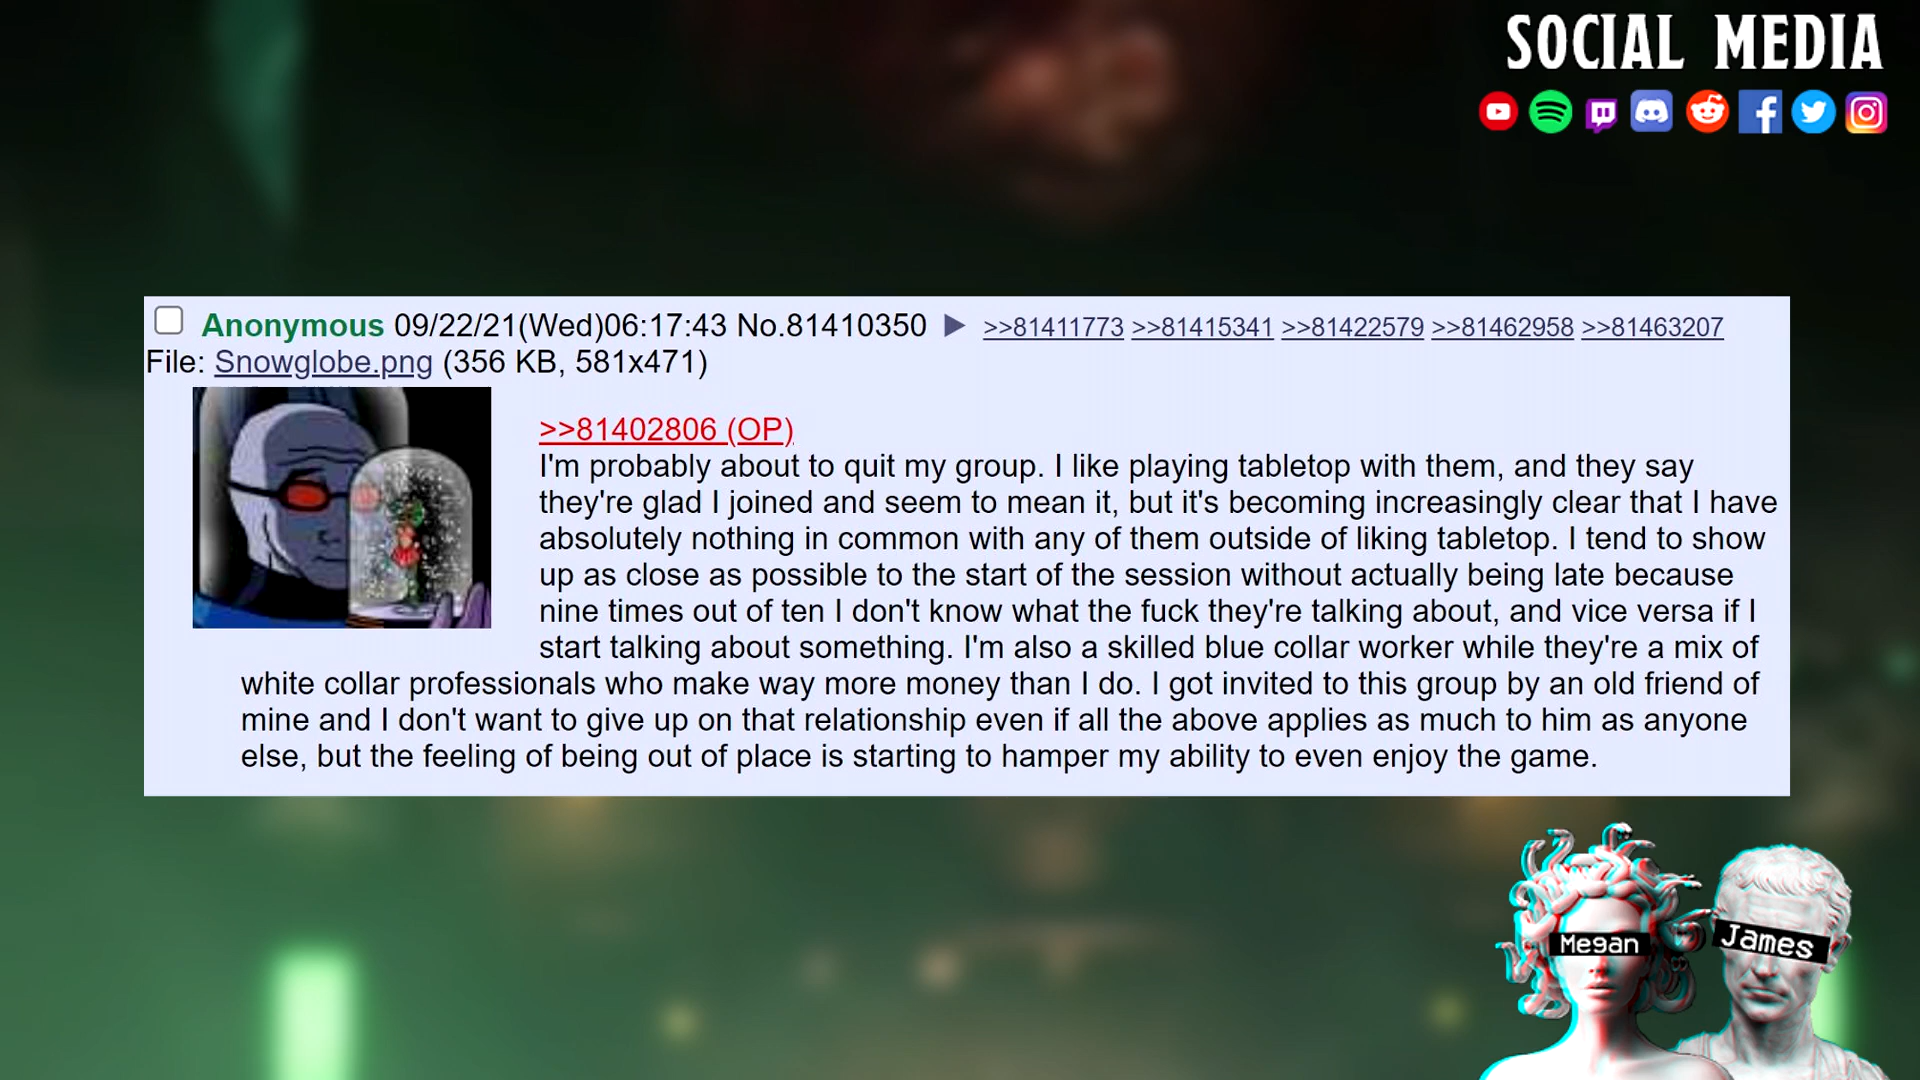 SOCIAL MEDIA
Anonymous 09/22/21(Wed)06:17:43 No.81410350 ▶ >>81411773 >>81415341 >>81422579 >>81462958 >>81463207
File: Snowglobe.png (356 KB, 581x471)
>>81402806 (OP)
I'm probably about to quit my group. I like playing tabletop with them, and they say
they're glad I joined and seem to mean it, but it's becoming increasingly clear that I have
absolutely nothing in common with any of them outside of liking tabletop. I tend to show
up as close as possible to the start of the session without actually being late because
nine times out of ten I don't know what the fuck they're talking about, and vice versa if I
start talking about something. I'm also a skilled blue collar worker while they're a mix of
white collar professionals who make way more money than I do. I got invited to this group by an old friend of
mine and I don't want to give up on that relationship even if all the above applies as much to him as anyone
else, but the feeling of being out of place is starting to hamper my ability to even enjoy the game.
Megan
James